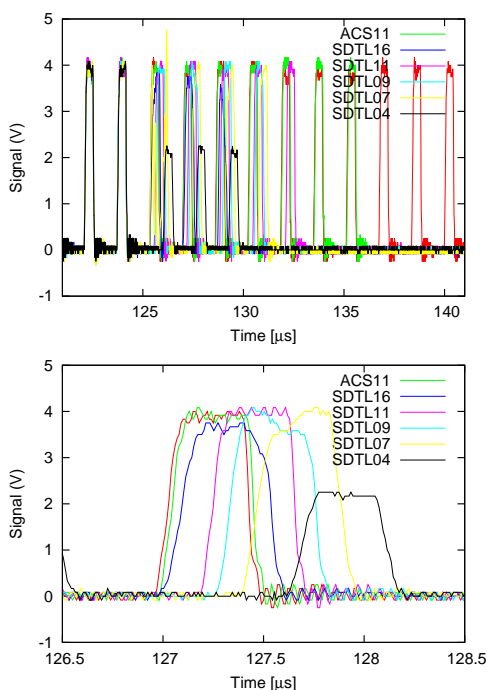 5
4
3
2
1
0
-1
Signal (V)
ACS11
SDTL16
SDTL11
SDTL09
SDTL07
SDTL04
125 130 135 140
Time [µs]
5
4
3
2
1
0
-1
Signal (V)
ACS11
SDTL16
SDTL11
SDTL09
SDTL07
SDTL04
126.5 127 127.5 128 128.5
Time [µs]